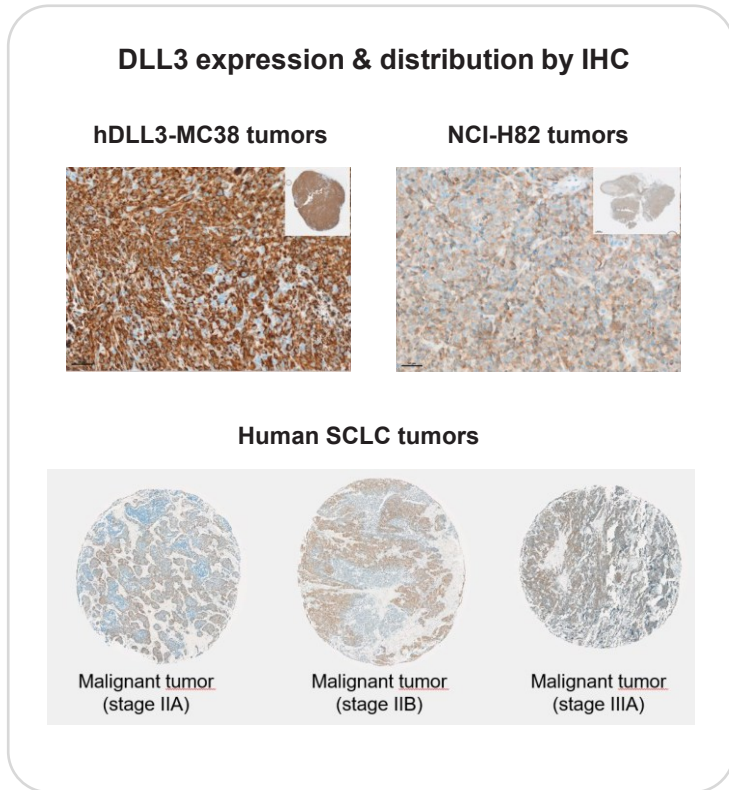 DLL3 expression & distribution by IHC
hDLL3-MC38 tumors
NCI-H82 tumors
Human SCLC tumors
Malignant tumor
(stage IIA)
Malignant tumor
(stage IIB)
Malignant tumor
(stage IIIA)